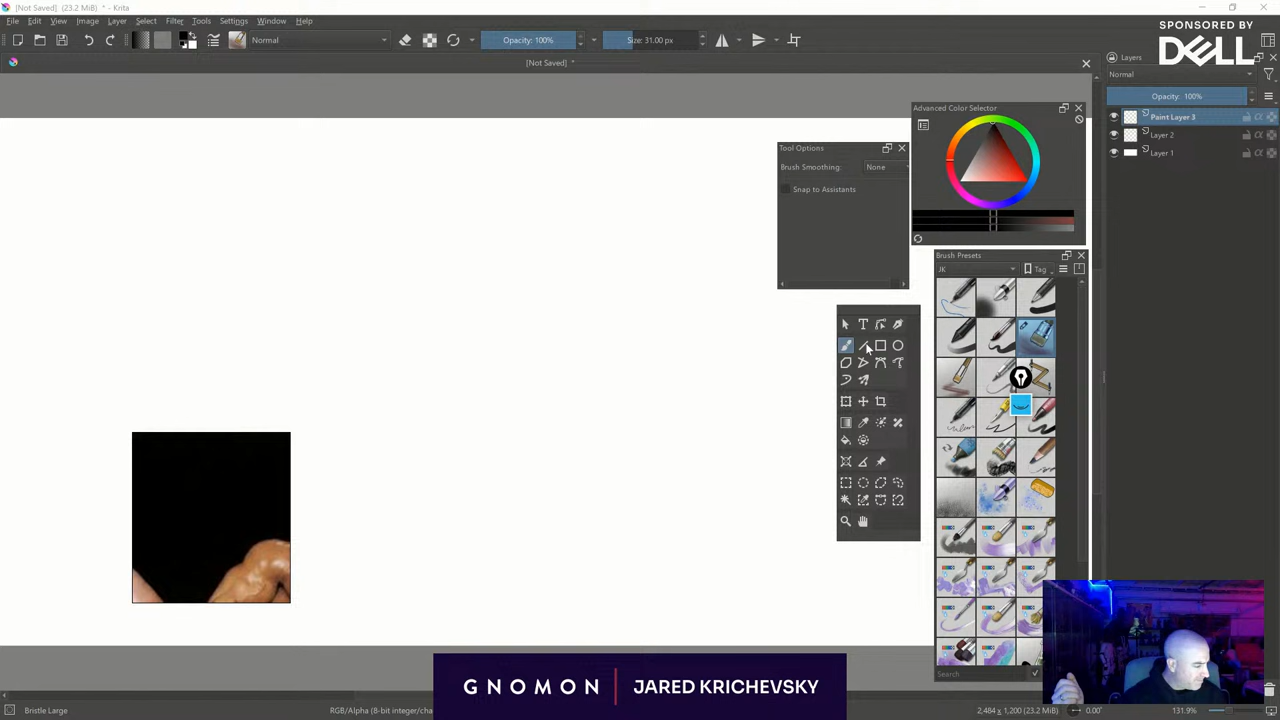 [Not Saved] (23.2 MiB) * - Krita
File Edit View Image Layer Select Filter Tools Settings Window Help
Normal
Opacity: 100%
Size: 31.00 px
SPONSORED BY
DELL
[Not Saved] *
Layers
Normal
Opacity: 100%
Paint Layer 3
Layer 2
Layer 1
Advanced Color Selector
Tool Options
Brush Smoothing: None
Snap to Assistants
Brush Presets
JK
Tag
Search
GNOMON JARED KRICHEVSKY
Bristle Large
RGB/Alpha (8-bit integer/cha
2,484 x 1,200 (23.2 MiB)
0.00°
131.9%